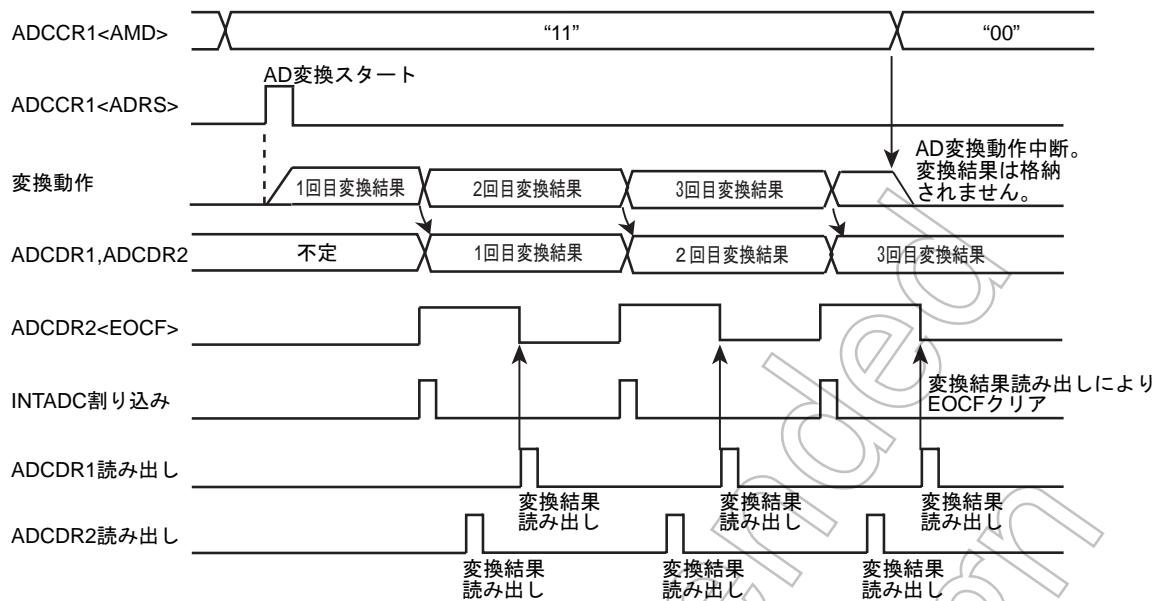 ADCCR1<AMD>
“11”
“00”
AD変換スタート
ADCCR1<ADRS>
変換動作
1回目変換結果
2回目変換結果
3回目変換結果
AD変換動作中断。
変換結果は格納
されません。
ADCDR1,ADCDR2
不定
1回目変換結果
2回目変換結果
3回目変換結果
ADCDR2<EOCF>
INTADC割り込み
変換結果読み出しにより
EOCFクリア
ADCDR1読み出し
変換結果
読み出し
変換結果
読み出し
変換結果
読み出し
ADCDR2読み出し
変換結果
読み出し
変換結果
読み出し
変換結果
読み出し